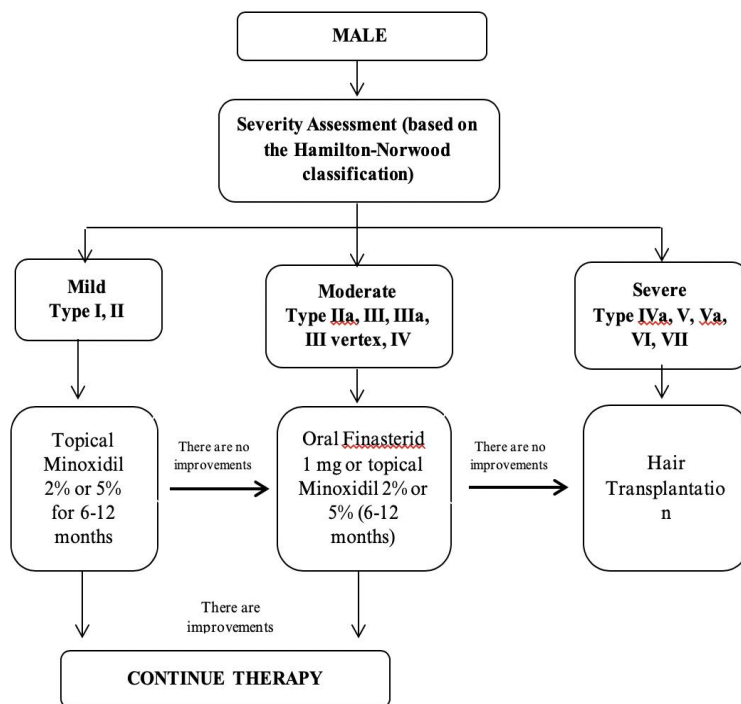 MALE
Severity Assessment (based on
the Hamilton-Norwood
classification)
Mild
Type I, II
Moderate
Type IIa, III, IIIa,
III vertex, IV
Severe
Type IVa, V, Va,
VI, VII
Topical
Minoxidil
2% or 5%
for 6-12
months
There are no
improvements
Oral Finasterid
1 mg or topical
Minoxidil 2% or
5% (6-12
months)
There are no
improvements
Hair
Transplantatio
n
There are
improvements
CONTINUE THERAPY